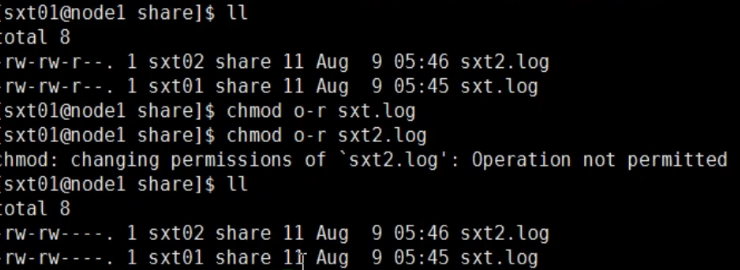 [sxt01@node1 share]$ ll
total 8
-rw-rw-r--. 1 sxt02 share 11 Aug  9 05:46 sxt2.log
-rw-rw-r--. 1 sxt01 share 11 Aug  9 05:45 sxt.log
[sxt01@node1 share]$ chmod o-r sxt.log
[sxt01@node1 share]$ chmod o-r sxt2.log
chmod: changing permissions of `sxt2.log': Operation not permitted
[sxt01@node1 share]$ ll
total 8
-rw-rw----. 1 sxt02 share 11 Aug  9 05:46 sxt2.log
-rw-rw----. 1 sxt01 share 11 Aug  9 05:45 sxt.log